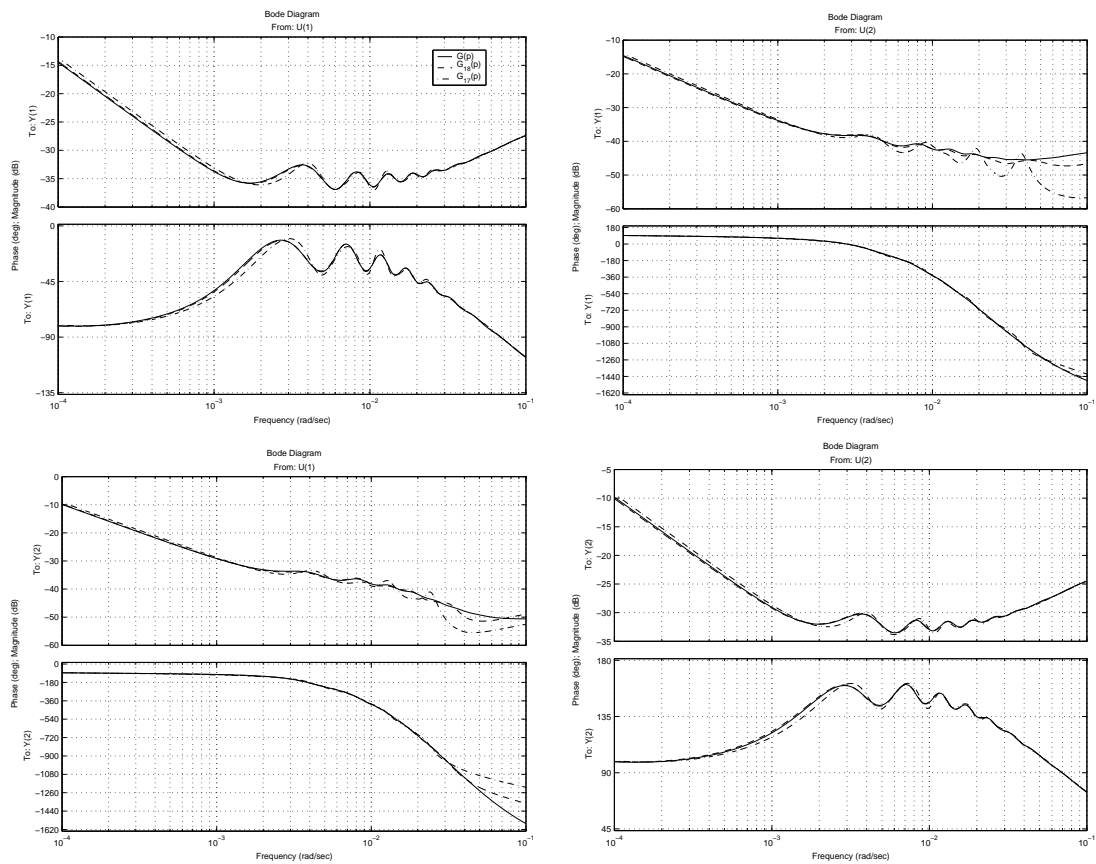 Bode Diagram
From: U(1)
−10
−15
−20
−25
−30
−35
−40
To: Y(1)
G(p)
G18(p)
G17(p)
Phase (deg); Magnitude (dB)
0
−45
−90
−135
To: Y(1)
10−4
10−3
10−2
10−1
Frequency (rad/sec)
Bode Diagram
From: U(2)
−10
−20
−30
−40
−50
−60
To: Y(1)
Phase (deg); Magnitude (dB)
180
0
−180
−360
−540
−720
−900
−1080
−1260
−1440
−1620
To: Y(1)
10−4
10−3
10−2
10−1
Frequency (rad/sec)
Bode Diagram
From: U(1)
0
−10
−20
−30
−40
−50
−60
To: Y(2)
Phase (deg); Magnitude (dB)
0
−180
−360
−540
−720
−900
−1080
−1260
−1440
−1620
To: Y(2)
10−4
10−3
10−2
10−1
Frequency (rad/sec)
Bode Diagram
From: U(2)
−5
−10
−15
−20
−25
−30
−35
To: Y(2)
Phase (deg); Magnitude (dB)
180
135
90
45
To: Y(2)
10−4
10−3
10−2
10−1
Frequency (rad/sec)